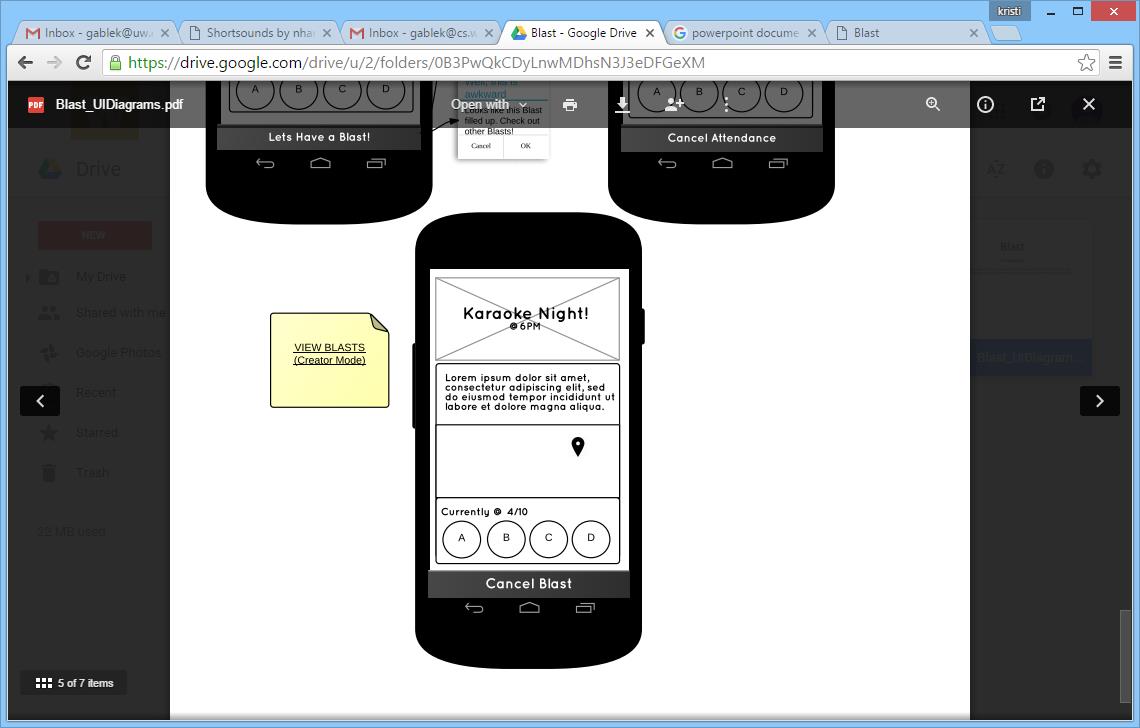 kristi
Inbox - gablek@uw.
Shortsounds by nhar
Inbox - gablek@cs.w
Blast - Google Drive
powerpoint docume
Blast
https://drive.google.com/drive/u/2/folders/0B3PwQkCDyLnwMDhsN3J3eDFGeXM
PDF
Blast_UIDiagrams.pdf
Open with
A B C D
awkward
Looks like this Blast
filled up. Check out
other Blasts!
Cancel OK
A B C D
Lets Have a Blast!
Cancel Attendance
Drive
AZ
NEW
My Drive
Shared with me
Google Photos
Recent
Starred
Trash
22 MB used
Blast
Blast_UIDiagram...
VIEW BLASTS
(Creator Mode)
Karaoke Night!
@6PM
Lorem ipsum dolor sit amet,
consectetur adipiscing elit, sed
do eiusmod tempor incididunt ut
labore et dolore magna aliqua.
Currently @ 4/10
A B C D
Cancel Blast
5 of 7 items